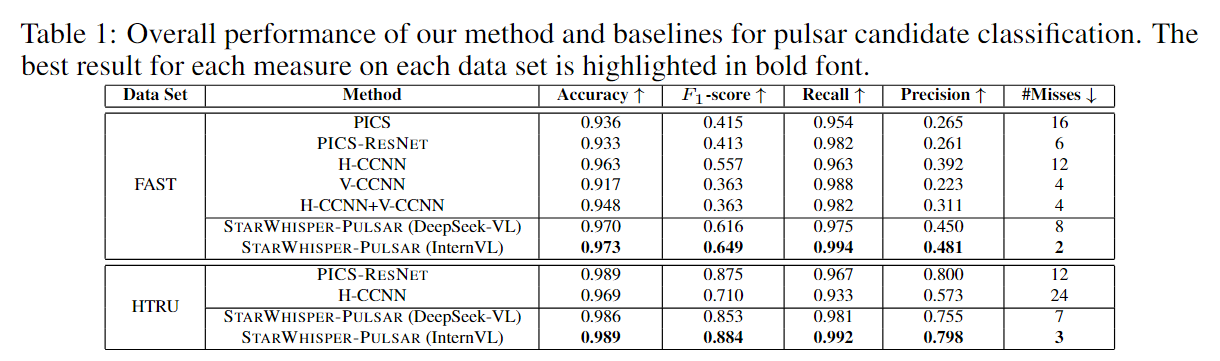 Table 1: Overall performance of our method and baselines for pulsar candidate classification. The
best result for each measure on each data set is highlighted in bold font.
Data Set Method Accuracy ↑ F1-score ↑ Recall ↑ Precision ↑ #Misses ↓
PICS 0.936 0.415 0.954 0.265 16
PICS-RESNET 0.933 0.413 0.982 0.261 6
H-CCNN 0.963 0.557 0.963 0.392 12
FAST V-CCNN 0.917 0.363 0.988 0.223 4
H-CCNN+V-CCNN 0.948 0.363 0.982 0.311 4
STARWHISPER-PULSAR (DeepSeek-VL) 0.970 0.616 0.975 0.450 8
STARWHISPER-PULSAR (InternVL) 0.973 0.649 0.994 0.481 2
PICS-RESNET 0.989 0.875 0.967 0.800 12
H-CCNN 0.969 0.710 0.933 0.573 24
HTRU
STARWHISPER-PULSAR (DeepSeek-VL) 0.986 0.853 0.981 0.755 7
STARWHISPER-PULSAR (InternVL) 0.989 0.884 0.992 0.798 3